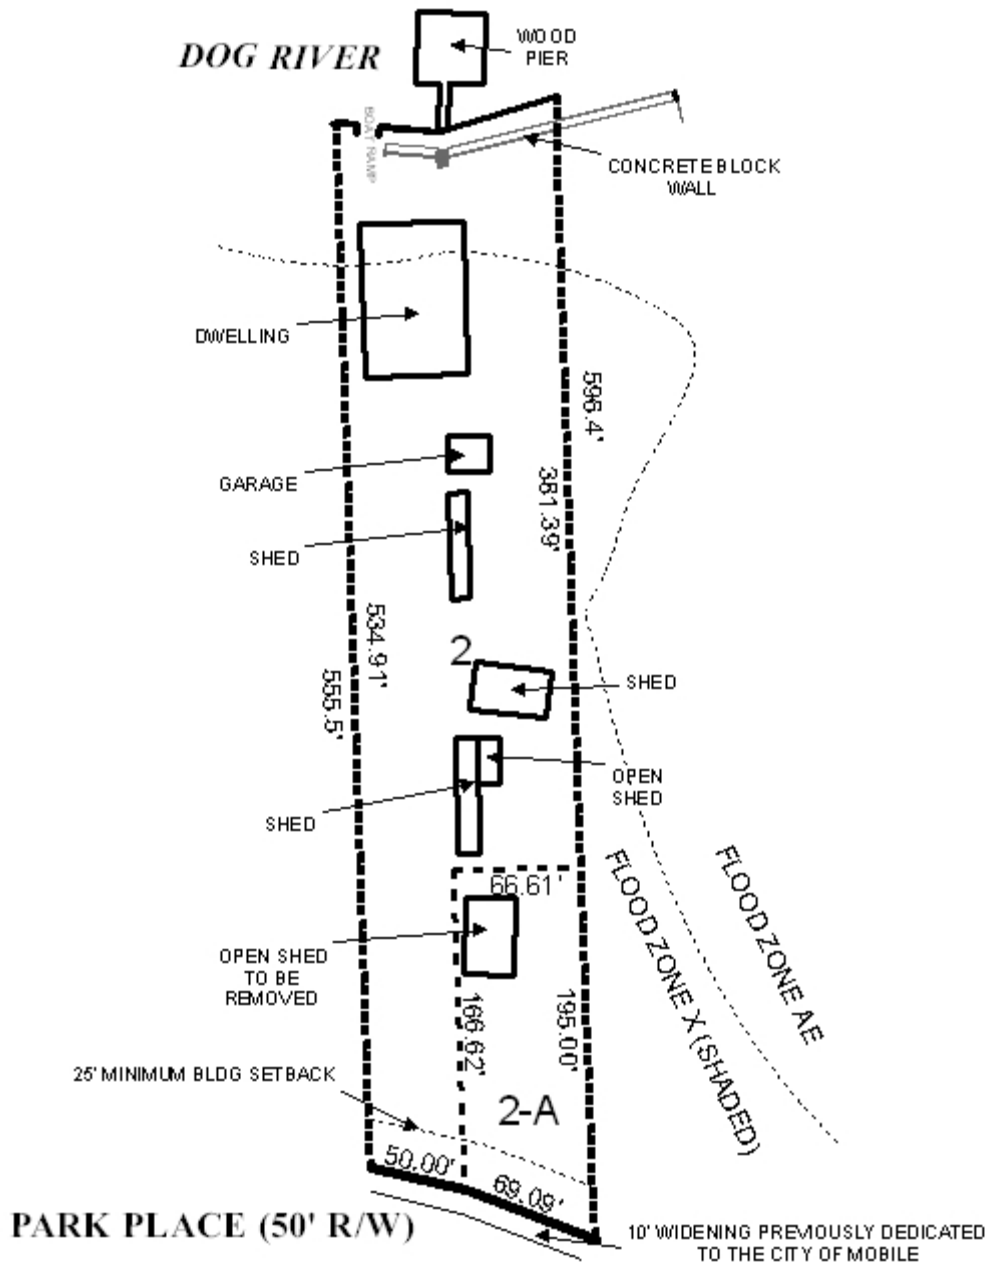 WOOD
PIER
DOG RIVER
BOAT RAMP
CONCRETE BLOCK
WALL
DWELLING
596.4'
GARAGE
381.39'
SHED
534.91'
2
555.5'
SHED
OPEN
SHED
SHED
66.61'
FLOOD ZONE X (SHADED)
FLOOD ZONE AE
OPEN SHED
TO BE
REMOVED
166.62'
195.00'
25' MINIMUM BLDG SETBACK
2-A
50.00'
69.09'
PARK PLACE (50' R/W)
10' WIDENING PREVIOUSLY DEDICATED
TO THE CITY OF MOBILE